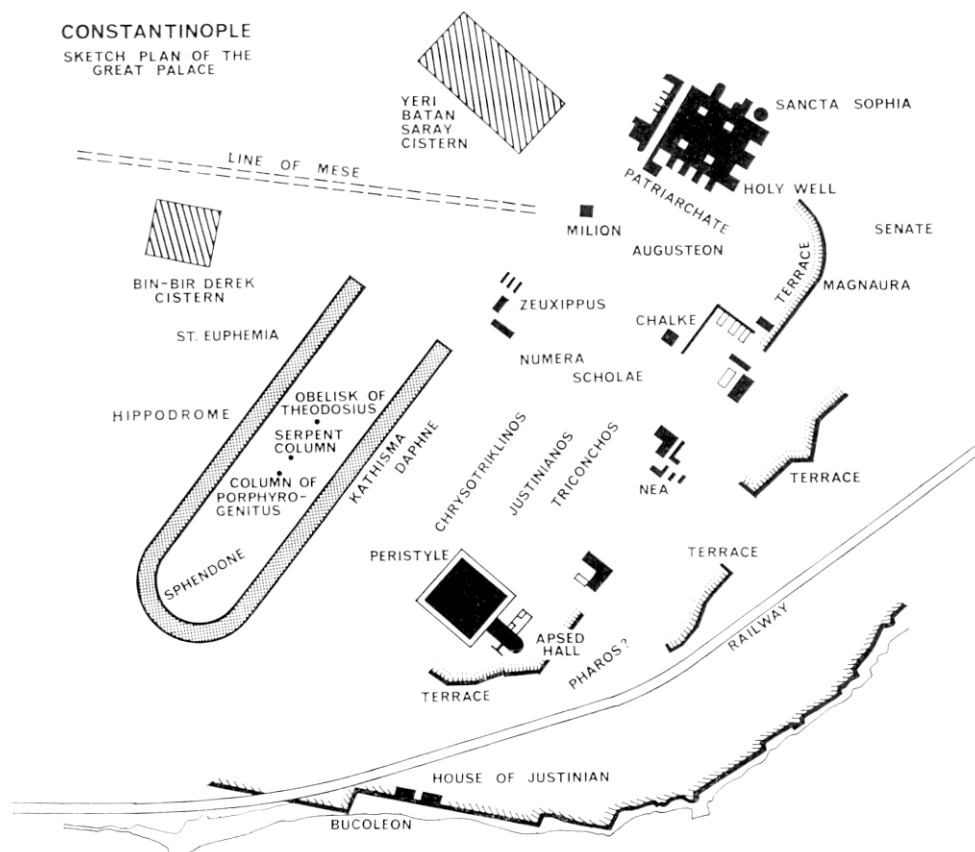 CONSTANTINOPLE
SKETCH PLAN OF THE
GREAT PALACE
YERI
BATAN
SARAY
CISTERN
SANCTA SOPHIA
LINE OF MESE
HOLY WELL
PATRIARCHATE
MILION
SENATE
AUGUSTEON
TERRACE
BIN-BIR DEREK
CISTERN
MAGNAURA
ZEUXIPPUS
CHALKE
ST. EUPHEMIA
NUMERA
SCHOLAE
OBELISK OF
THEODOSIUS
HIPPODROME
SERPENT
COLUMN
KATHISMA
DAPHNE
CHRYSOTRIKLINOS
JUSTINIANOS
TRICONCHOS
COLUMN OF
PORPHYRO-
GENITUS
NEA
TERRACE
SPHENDONE
PERISTYLE
TERRACE
APSED
HALL
PHAROS?
RAILWAY
TERRACE
HOUSE OF JUSTINIAN
BUCOLEON